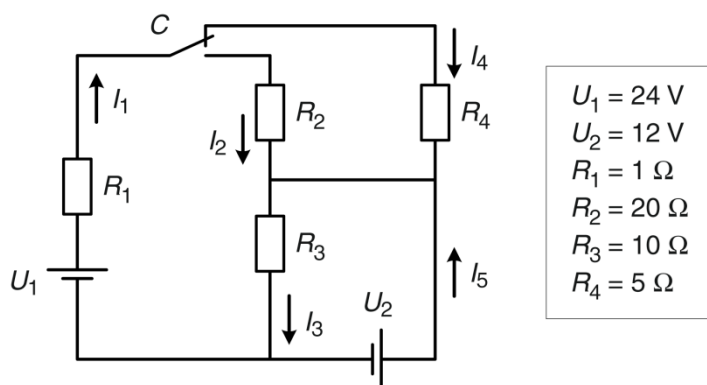 C
I₄
I₁
R₂
R₄
I₂
R₁
R₃
U₁
I₅
U₂
I₃
U₁ = 24 V
U₂ = 12 V
R₁ = 1 Ω
R₂ = 20 Ω
R₃ = 10 Ω
R₄ = 5 Ω